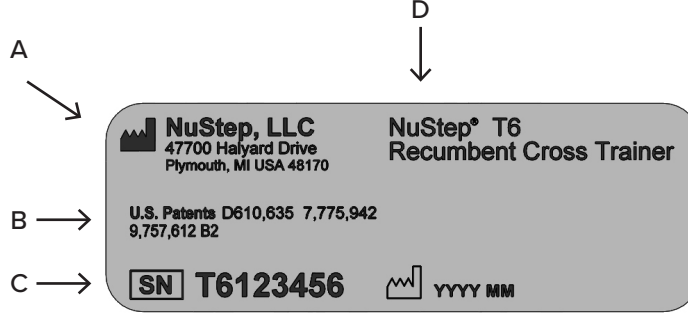 D
A
NuStep, LLC
47700 Halyard Drive
Plymouth, MI USA 48170
NuStep® T6
Recumbent Cross Trainer
B
U.S. Patents D610,635 7,775,942
9,757,612 B2
C
SN T6123456
YYYY MM